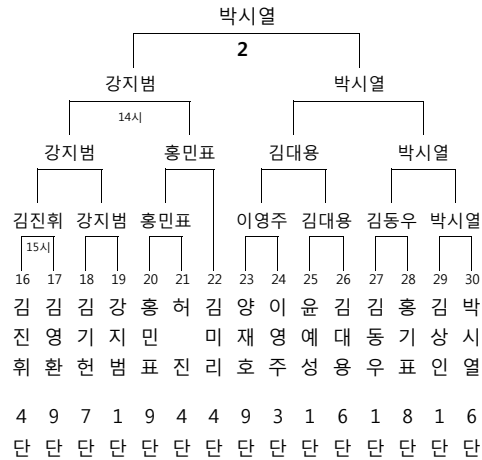 박시열
2
강지범 박시열
14시
강지범 홍민표 김대용 박시열
김진휘 강지범 홍민표 이영주 김대용 김동우 박시열
15시
16 17 18 19 20 21 22 23 24 25 26 27 28 29 30
김 김 김 강 홍 허 김 양 이 윤 김 김 홍 김 박
진 영 기 지 민 미 재 영 예 대 동 기 상 시
휘 환 헌 범 표 진 리 호 주 성 용 우 표 인 열
4 9 7 1 9 4 4 9 3 1 6 1 8 1 6
단 단 단 단 단 단 단 단 단 단 단 단 단 단 단